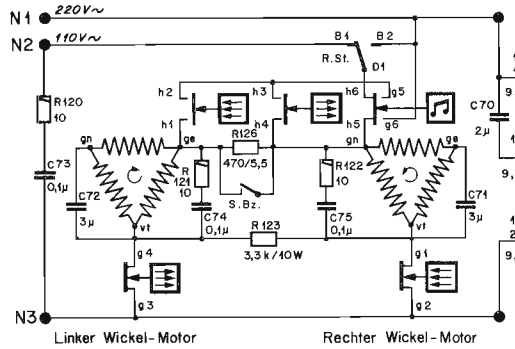 N1 220V~
N2 110V~ B1 B2
R.St. D1
R120
10
h2 h3 h6 g5
h1 h4 h5 g6
C70
2µ
gn ge R126 gn ge
470/5,5
C73
0,1µ
C72
3µ
R
121
10
S.Bz.
R122
10
C74
0,1µ
C75
0,1µ
C71
3µ
vt R123 vt
3,3k/10W
g4 g1
g3 g2
N3
Linker Wickel-Motor Rechter Wickel-Motor